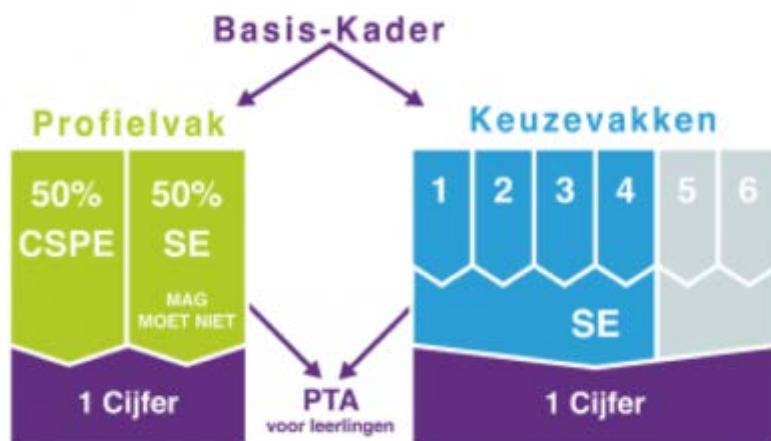 Basis-Kader
Profielvak
50%
CSPE
50%
SE
MAG
MOET NIET
1 Cijfer
PTA
voor leerlingen
Keuzevakken
1 2 3 4 5 6
SE
1 Cijfer